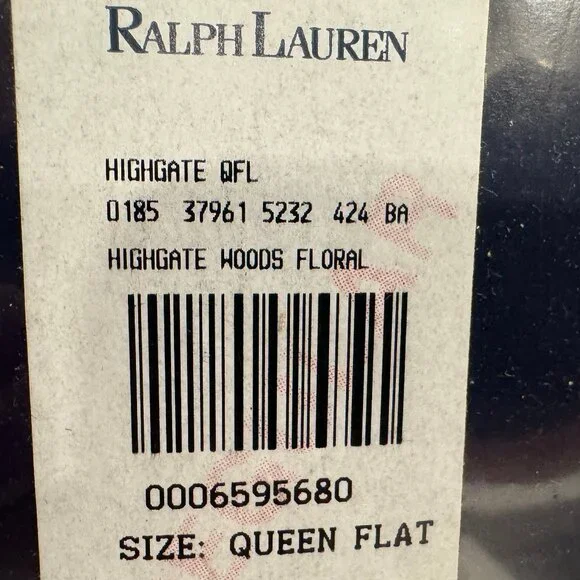 RALPH LAUREN
HIGHGATE QFL
0185 37961 5232 424 BA
HIGHGATE WOODS FLORAL
0006595680
SIZE: QUEEN FLAT